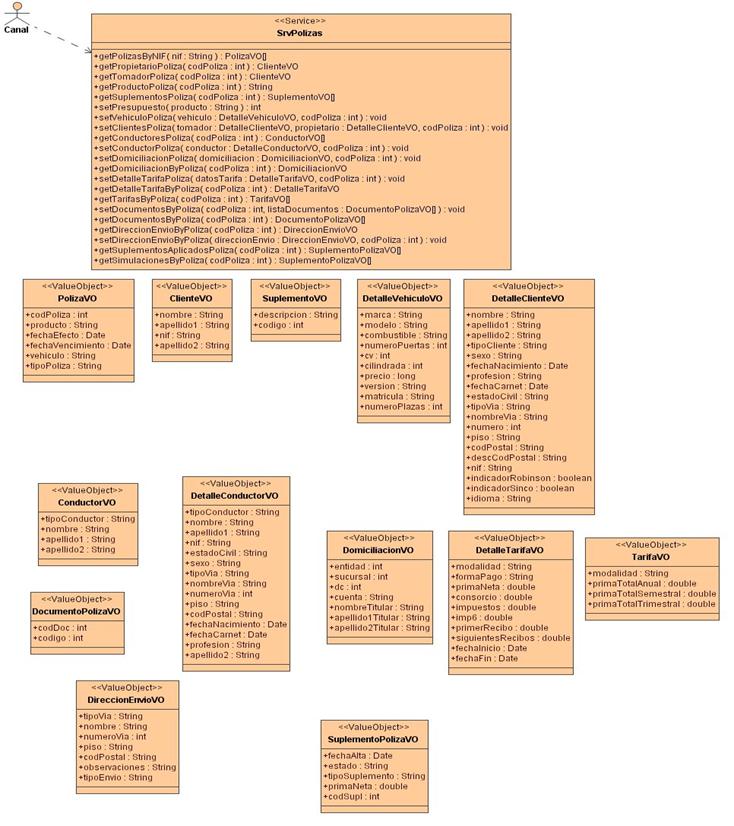 Canal
<<Service>>
SrvPolizas
+getPolizasByNIF( nif : String ) : PolizaVO[]
+getPropietarioPoliza( codPoliza : int ) : ClienteVO
+getTomadorPoliza( codPoliza : int ) : ClienteVO
+getProductoPoliza( codPoliza : int ) : String
+getSuplementosPoliza( codPoliza : int ) : SuplementoVO[]
+setPresupuesto( producto : String ) : int
+setVehiculoPoliza( vehiculo : DetalleVehiculoVO, codPoliza : int ) : void
+setClientesPoliza( tomador : DetalleClienteVO, propietario : DetalleClienteVO, codPoliza : int ) : void
+getConductoresPoliza( codPoliza : int ) : ConductorVO[]
+setConductorPoliza( conductor : DetalleConductorVO, codPoliza : int ) : void
+setDomiciliacionPoliza( domiciliacion : DomiciliacionVO, codPoliza : int ) : void
+getDomiciliacionByPoliza( codPoliza : int ) : DomiciliacionVO
+setDetalleTarifaPoliza( datosTarifa : DetalleTarifaVO, codPoliza : int ) : void
+getDetalleTarifaByPoliza( codPoliza : int ) : DetalleTarifaVO
+getTarifasByPoliza( codPoliza : int ) : TarifaVO[]
+setDocumentosByPoliza( codPoliza : int, listaDocumentos : DocumentoPolizaVO[] ) : void
+getDocumentosByPoliza( codPoliza : int ) : DocumentoPolizaVO[]
+getDireccionEnvioByPoliza( codPoliza : int ) : DireccionEnvioVO
+setDireccionEnvioByPoliza( direccionEnvio : DireccionEnvioVO, codPoliza : int ) : void
+getSuplementosAplicadosPoliza( codPoliza : int ) : SuplementoPolizaVO[]
+getSimulacionesByPoliza( codPoliza : int ) : SuplementoPolizaVO[]
<<ValueObject>>
PolizaVO
+codPoliza : int
+producto : String
+fechaEfecto : Date
+fechaVencimiento : Date
+vehiculo : String
+tipoPoliza : String
<<ValueObject>>
ClienteVO
+nombre : String
+apellido1 : String
+nif : String
+apellido2 : String
<<ValueObject>>
SuplementoVO
+descripcion : String
+codigo : int
<<ValueObject>>
DetalleVehiculoVO
+marca : String
+modelo : String
+combustible : String
+numeroPuertas : int
+cv : int
+cilindrada : int
+precio : long
+version : String
+matricula : String
+numeroPlazas : int
<<ValueObject>>
DetalleClienteVO
+nombre : String
+apellido1 : String
+apellido2 : String
+tipoCliente : String
+sexo : String
+fechaNacimiento : Date
+profesion : String
+fechaCarnet : Date
+estadoCivil : String
+tipoVia : String
+nombreVia : String
+numero : int
+piso : String
+codPostal : String
+descCodPostal : String
+nif : String
+indicadorRobinson : boolean
+indicadorSinco : boolean
+idioma : String
<<ValueObject>>
ConductorVO
+tipoConductor : String
+nombre : String
+apellido1 : String
+apellido2 : String
<<ValueObject>>
DetalleConductorVO
+tipoConductor : String
+nombre : String
+apellido1 : String
+nif : String
+estadoCivil : String
+sexo : String
+tipoVia : String
+nombreVia : String
+numeroVia : int
+piso : String
+codPostal : String
+fechaNacimiento : Date
+fechaCarnet : Date
+profesion : String
+apellido2 : String
<<ValueObject>>
DomiciliacionVO
+entidad : int
+sucursal : int
+dc : int
+cuenta : String
+nombreTitular : String
+apellido1Titular : String
+apellido2Titular : String
<<ValueObject>>
DetalleTarifaVO
+modalidad : String
+formaPago : String
+primaNeta : double
+consorcio : double
+impuestos : double
+imp6 : double
+primerRecibo : double
+siguientesRecibos : double
+fechaInicio : Date
+fechaFin : Date
<<ValueObject>>
TarifaVO
+modalidad : String
+primaTotalAnual : double
+primaTotalSemestral : double
+primaTotalTrimestral : double
<<ValueObject>>
DocumentoPolizaVO
+codDoc : int
+codigo : int
<<ValueObject>>
DireccionEnvioVO
+tipoVia : String
+nombre : String
+numeroVia : int
+piso : String
+codPostal : String
+observaciones : String
+tipoEnvio : String
<<ValueObject>>
SuplementoPolizaVO
+fechaAlta : Date
+estado : String
+tipoSuplemento : String
+primaNeta : double
+codSupl : int